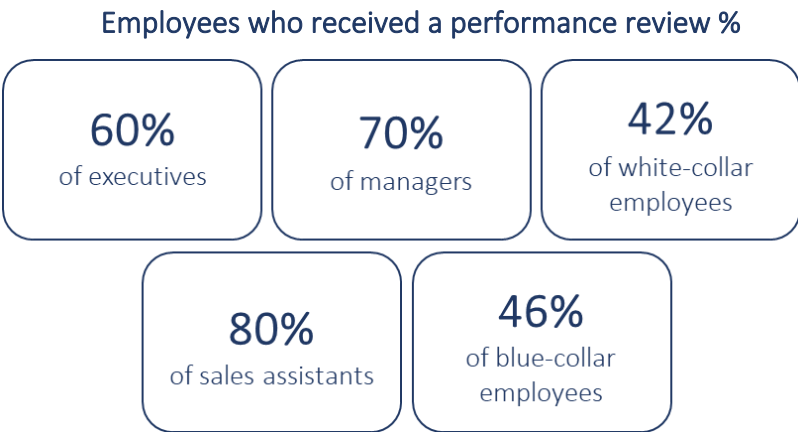 Employees who received a performance review %
60%
of executives
70%
of managers
42%
of white-collar
employees
80%
of sales assistants
46%
of blue-collar
employees